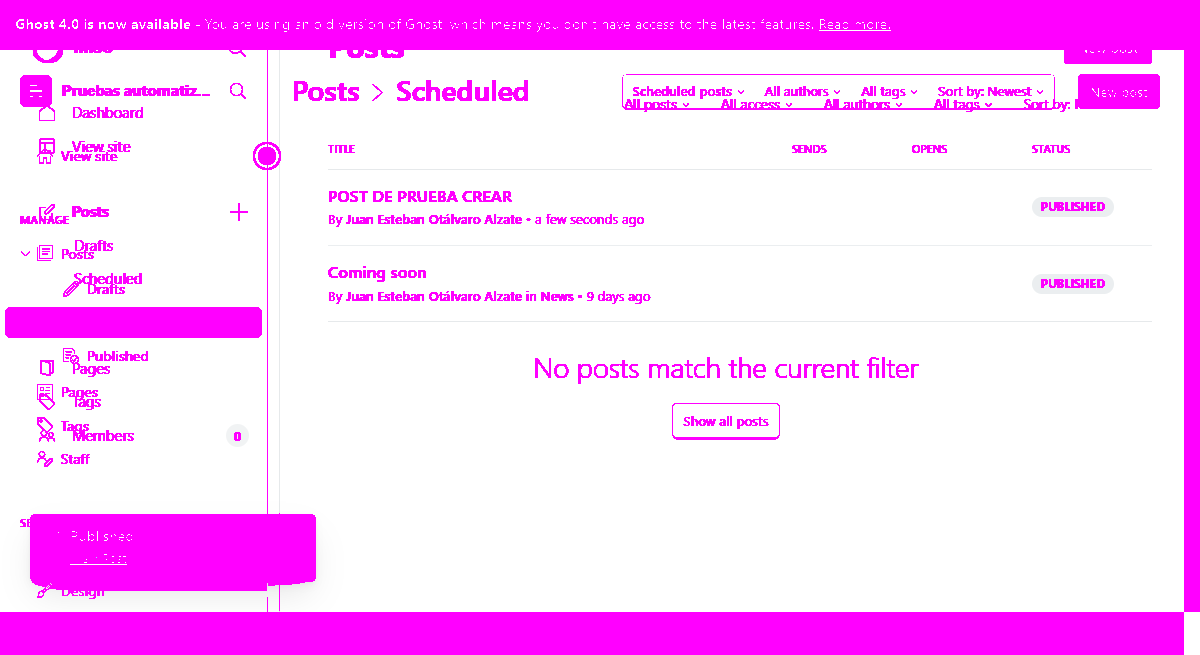 Ghost 4.0 is now available - You are using an old version of Ghost, which means you don't have access to the latest features. Read more.
Posts
New post
Pruebas automatiz...
Posts > Scheduled
Scheduled posts
All authors
All tags
Sort by: Newest
New post
All posts
All access
All authors
All tags
Sort by:
Dashboard
View site
View site
TITLE
SENDS
OPENS
STATUS
POST DE PRUEBA CREAR
By Juan Esteban Otálvaro Alzate • a few seconds ago
PUBLISHED
Posts
MANAGE
Drafts
Posts
Coming soon
By Juan Esteban Otálvaro Alzate in News • 9 days ago
PUBLISHED
Scheduled
Drafts
Published
Pages
Pages
Tags
Tags
Members
0
Staff
No posts match the current filter
Show all posts
Published
Design